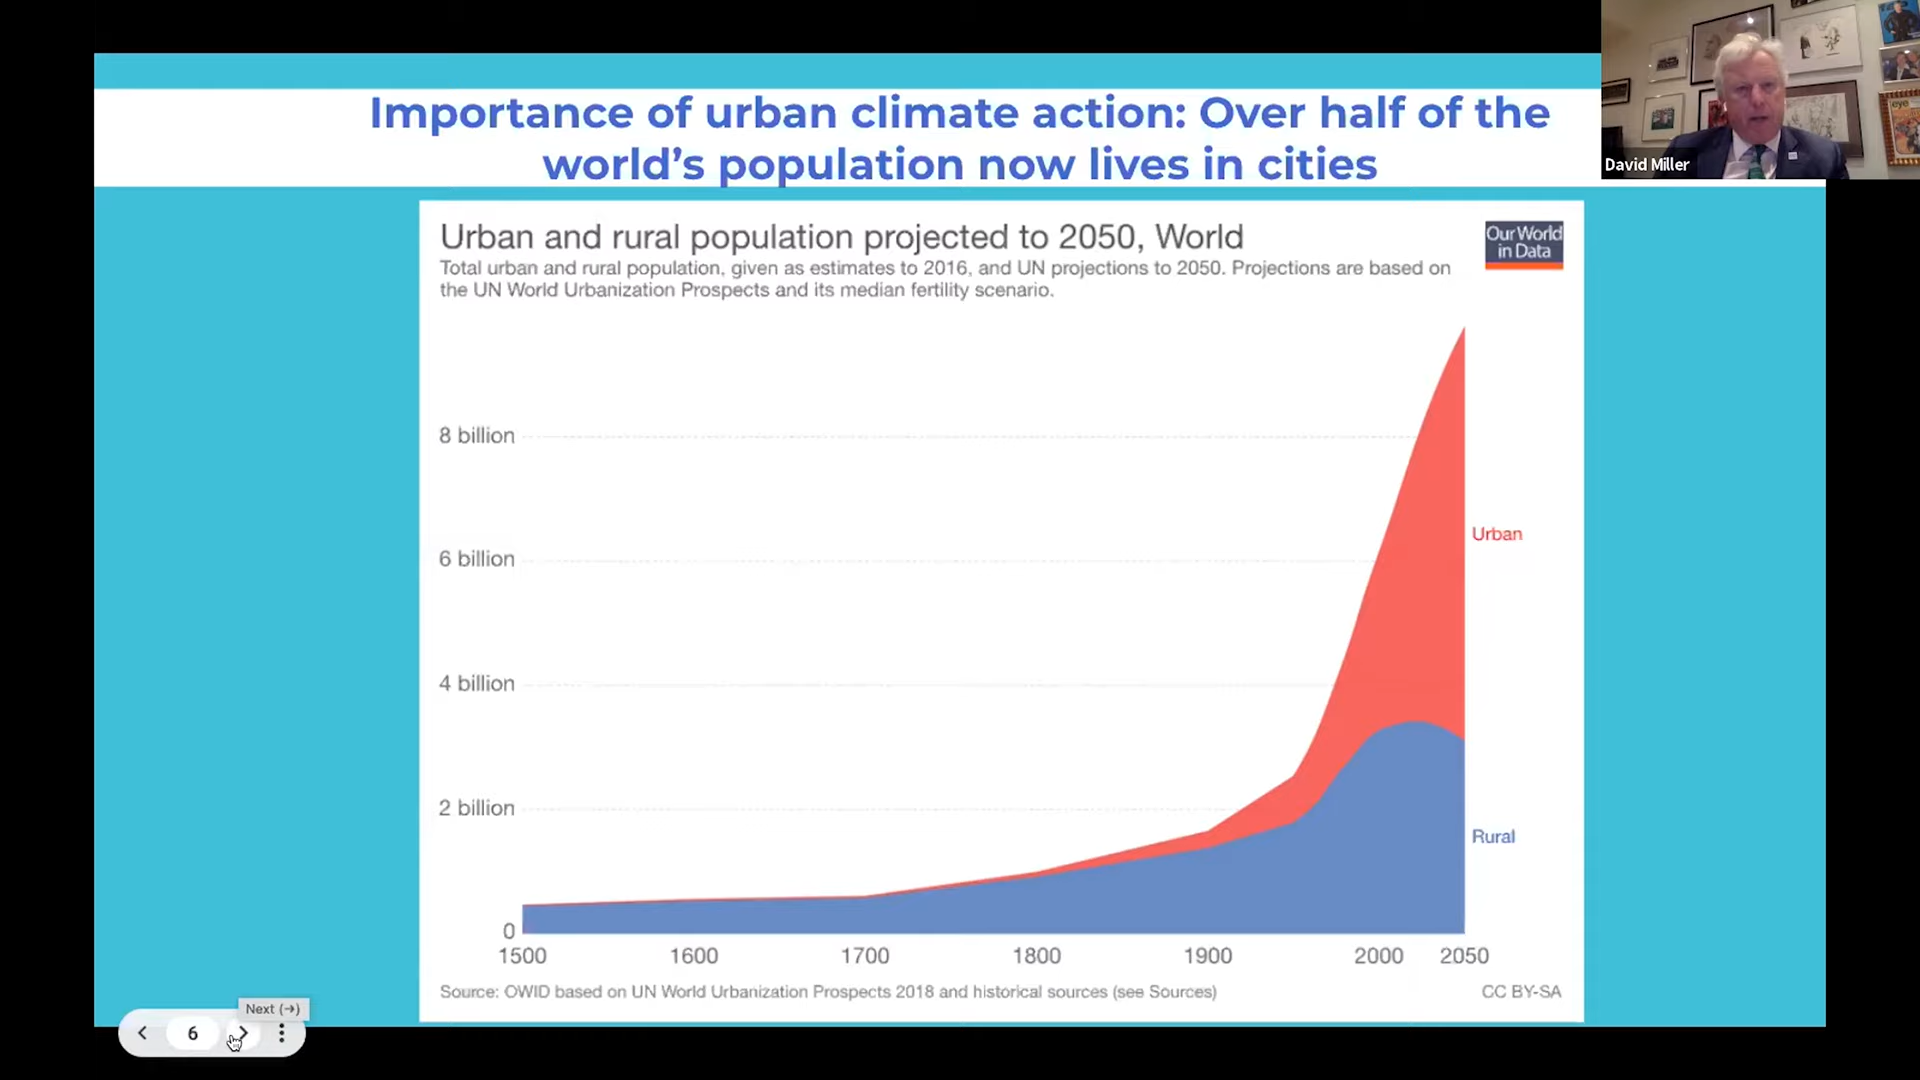 Importance of urban climate action: Over half of the
world's population now lives in cities
David Miller
eye
Urban and rural population projected to 2050, World
Our World
in Data
Total urban and rural population, given as estimates to 2016, and UN projections to 2050. Projections are based on
the UN World Urbanization Prospects and its median fertility scenario.
8 billion
6 billion
4 billion
2 billion
0
Urban
Rural
1500 1600 1700 1800 1900 2000 2050
Source: OWID based on UN World Urbanization Prospects 2018 and historical sources (see Sources)
CC BY-SA
Next (→)
6